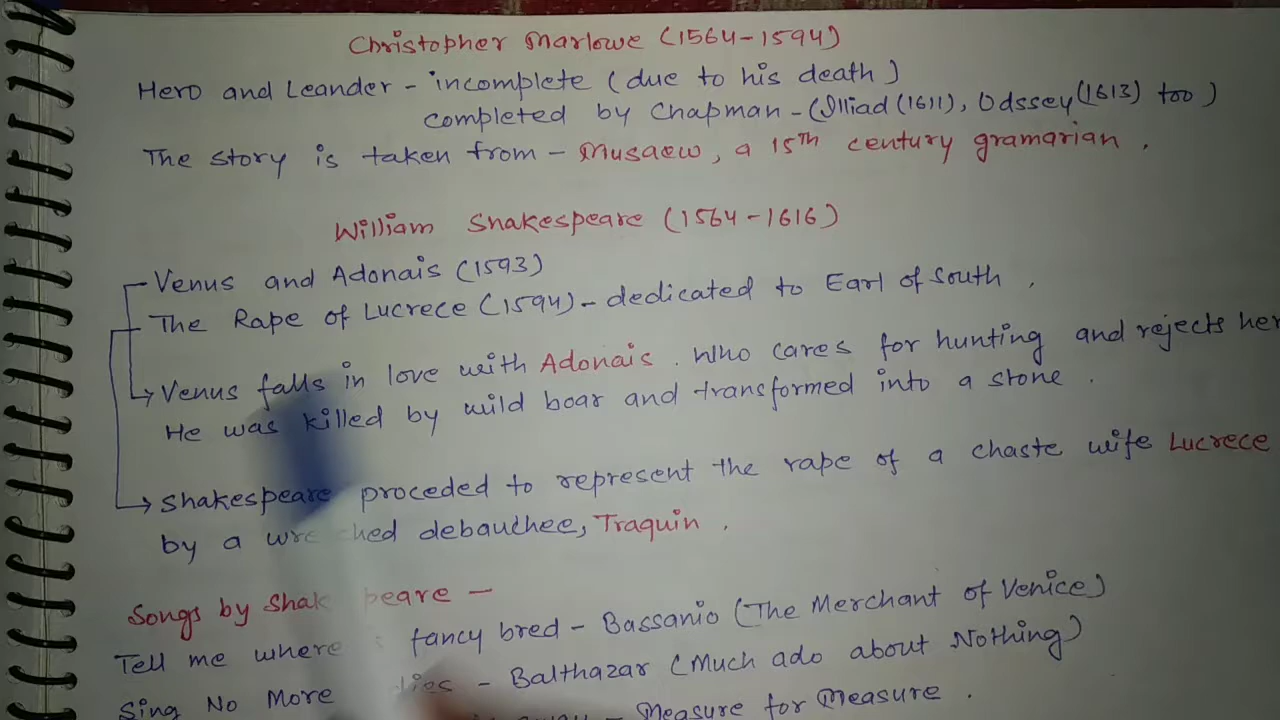 Christopher Marlowe (1564-1594)
Hero and Leander - incomplete (due to his death)
completed by Chapman - (Illiad (1611), Odssey (1613) too)
The story is taken from - Musaew, a 15th century gramarian.
William Shakespeare (1564-1616)
Venus and Adonais (1593)
The Rape of Lucrece (1594) - dedicated to Earl of South.
Venus falls in love with Adonais. Who cares for hunting and rejects her
He was killed by wild boar and transformed into a stone.
Shakespeare proceded to represent the rape of a chaste wife Lucrece
by a debauchee, Traquin.
Songs by -
Tell me where fancy bred - Bassanio (The Merchant of Venice)
Sing No More - Balthazar (Much ado about Nothing)
- Measure for Measure.